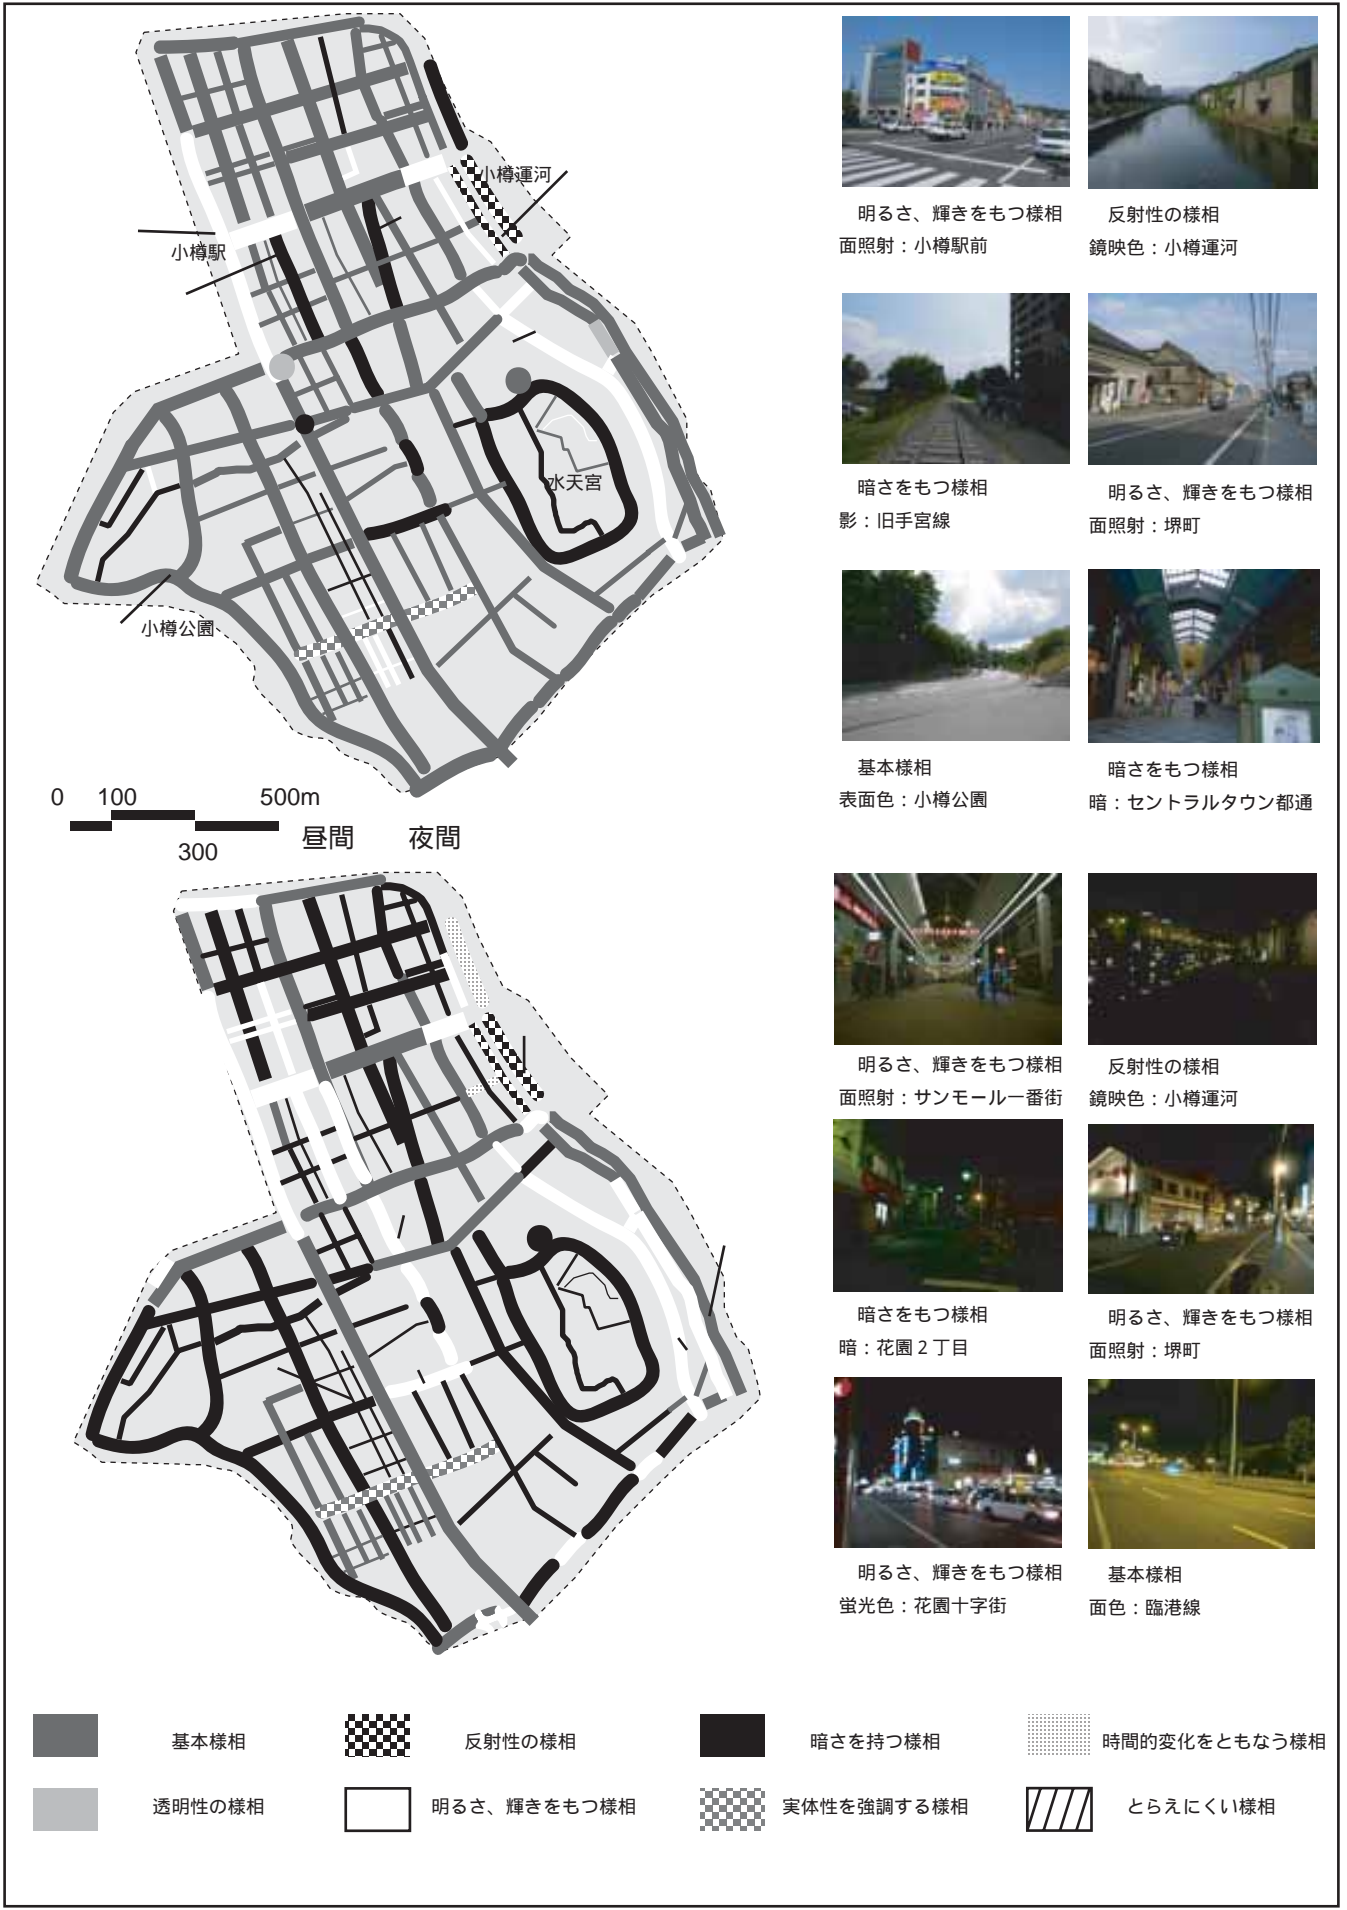 小樽運河
小樽駅
水天宮
小樽公園
0 100 500m
300
昼間 夜間
明るさ、輝きをもつ様相
面照射：小樽駅前
反射性の様相
鏡映色：小樽運河
暗さをもつ様相
影：旧手宮線
明るさ、輝きをもつ様相
面照射：堺町
基本様相
表面色：小樽公園
暗さをもつ様相
暗：セントラルタウン都通
明るさ、輝きをもつ様相
面照射：サンモール一番街
反射性の様相
鏡映色：小樽運河
暗さをもつ様相
暗：花園２丁目
明るさ、輝きをもつ様相
面照射：堺町
明るさ、輝きをもつ様相
蛍光色：花園十字街
基本様相
面色：臨港線
基本様相
反射性の様相
暗さを持つ様相
時間的変化をともなう様相
透明性の様相
明るさ、輝きをもつ様相
実体性を強調する様相
とらえにくい様相